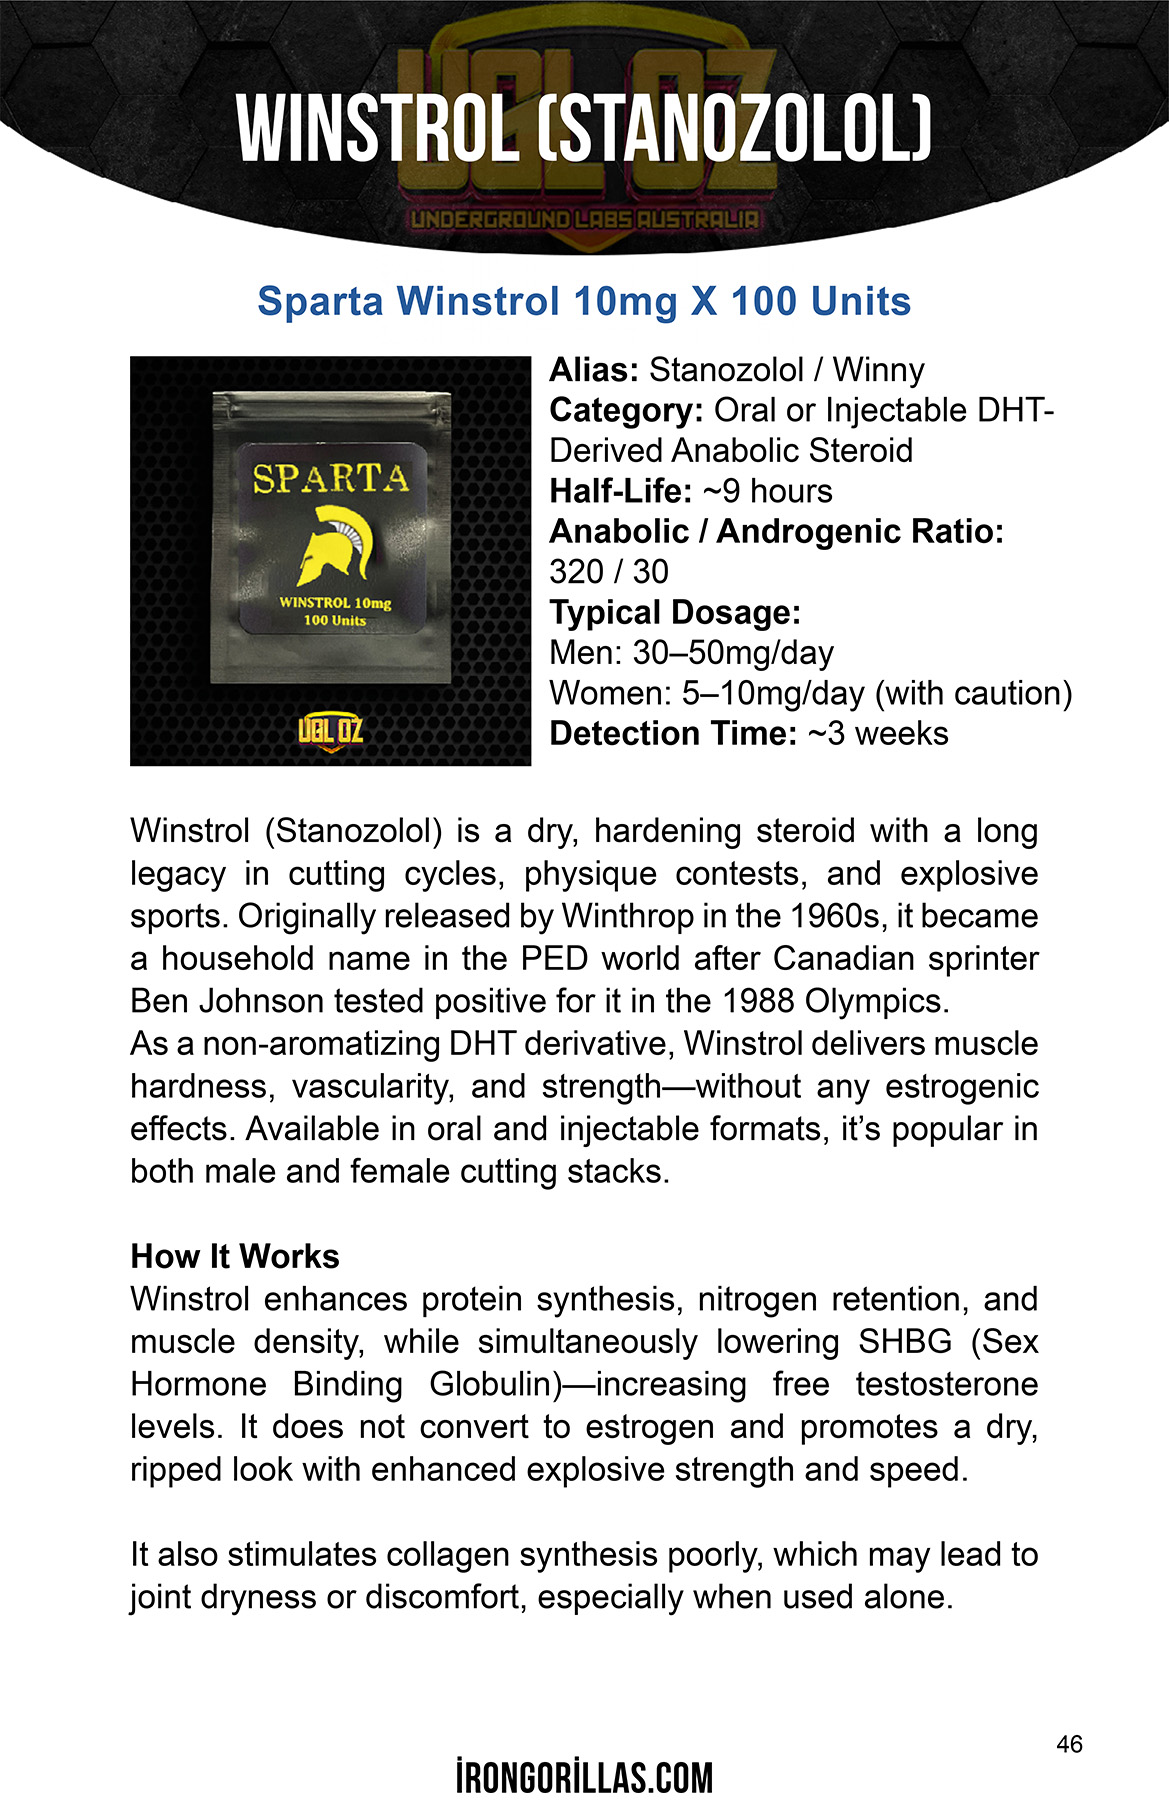 UGL OZ
WINSTROL (STANOZOLOL)
UNDERGROUND LABS AUSTRALIA
Sparta Winstrol 10mg X 100 Units
SPARTA
WINSTROL 10mg
100 Units
UGL OZ
Alias: Stanozolol / Winny
Category: Oral or Injectable DHT-
Derived Anabolic Steroid
Half-Life: ~9 hours
Anabolic / Androgenic Ratio:
320 / 30
Typical Dosage:
Men: 30–50mg/day
Women: 5–10mg/day (with caution)
Detection Time: ~3 weeks
Winstrol (Stanozolol) is a dry, hardening steroid with a long
legacy in cutting cycles, physique contests, and explosive
sports. Originally released by Winthrop in the 1960s, it became
a household name in the PED world after Canadian sprinter
Ben Johnson tested positive for it in the 1988 Olympics.
As a non-aromatizing DHT derivative, Winstrol delivers muscle
hardness, vascularity, and strength—without any estrogenic
effects. Available in oral and injectable formats, it’s popular in
both male and female cutting stacks.
How It Works
Winstrol enhances protein synthesis, nitrogen retention, and
muscle density, while simultaneously lowering SHBG (Sex
Hormone Binding Globulin)—increasing free testosterone
levels. It does not convert to estrogen and promotes a dry,
ripped look with enhanced explosive strength and speed.
It also stimulates collagen synthesis poorly, which may lead to
joint dryness or discomfort, especially when used alone.
46
iRONGORiLLAS.COM